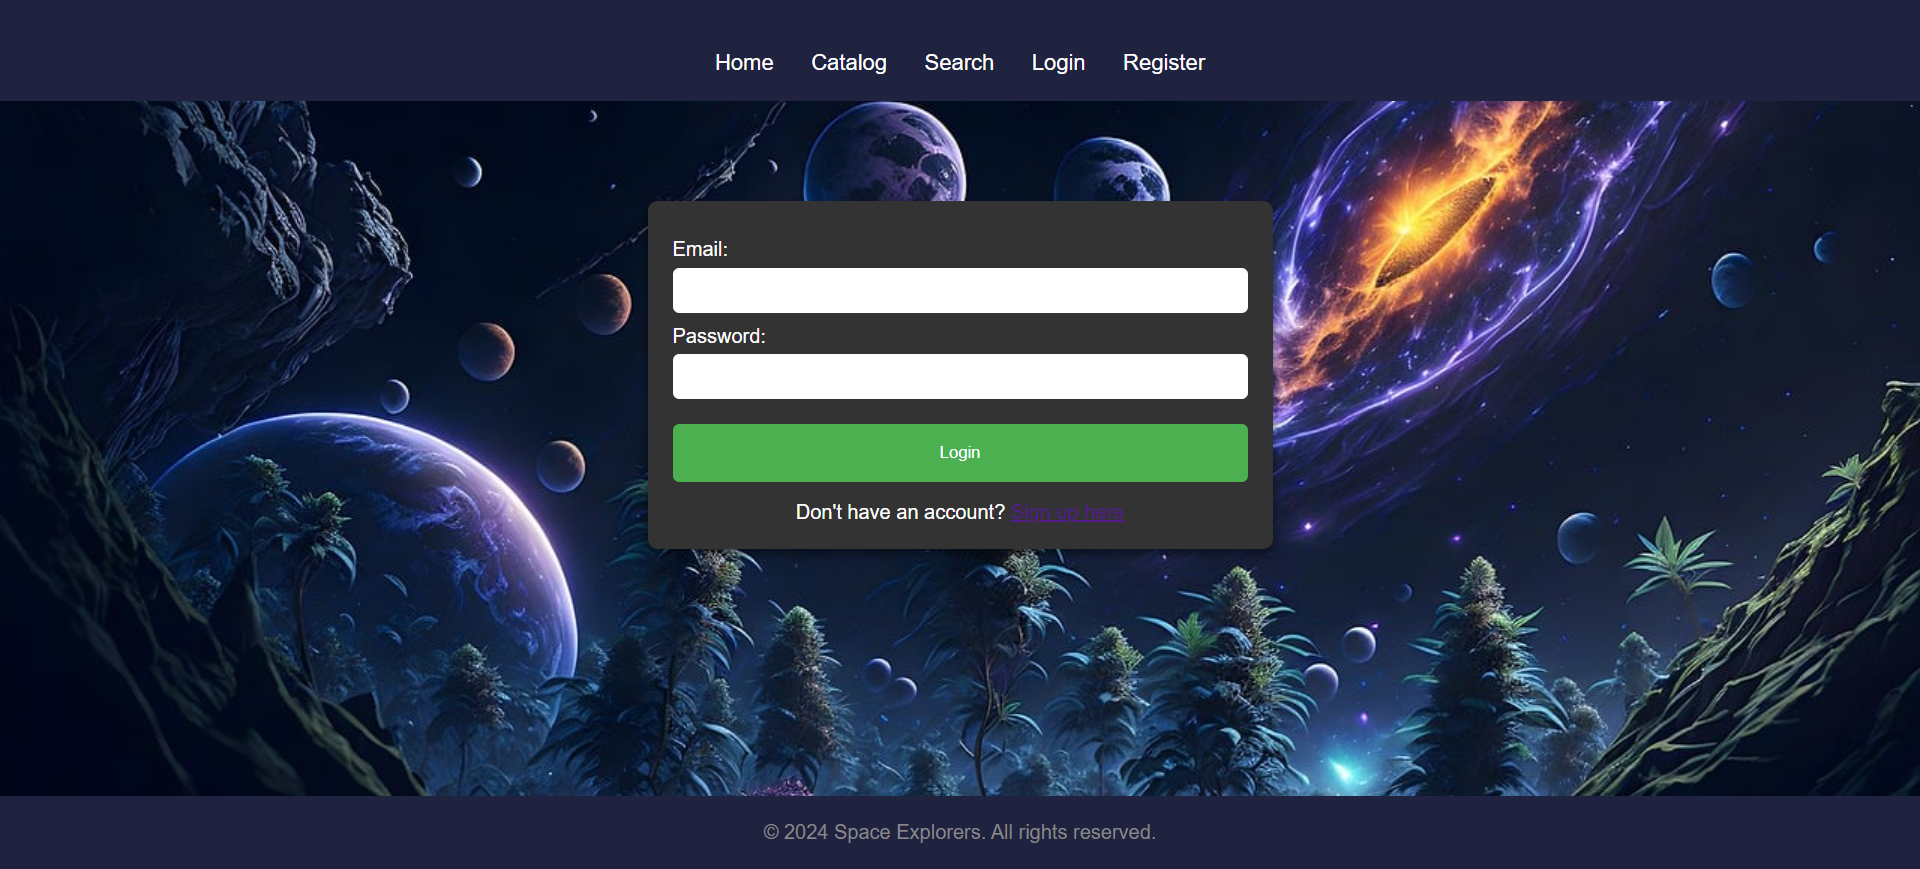 Home Catalog Search Login Register
Email:
Password:
Login
Don't have an account? Sign up here
© 2024 Space Explorers. All rights reserved.